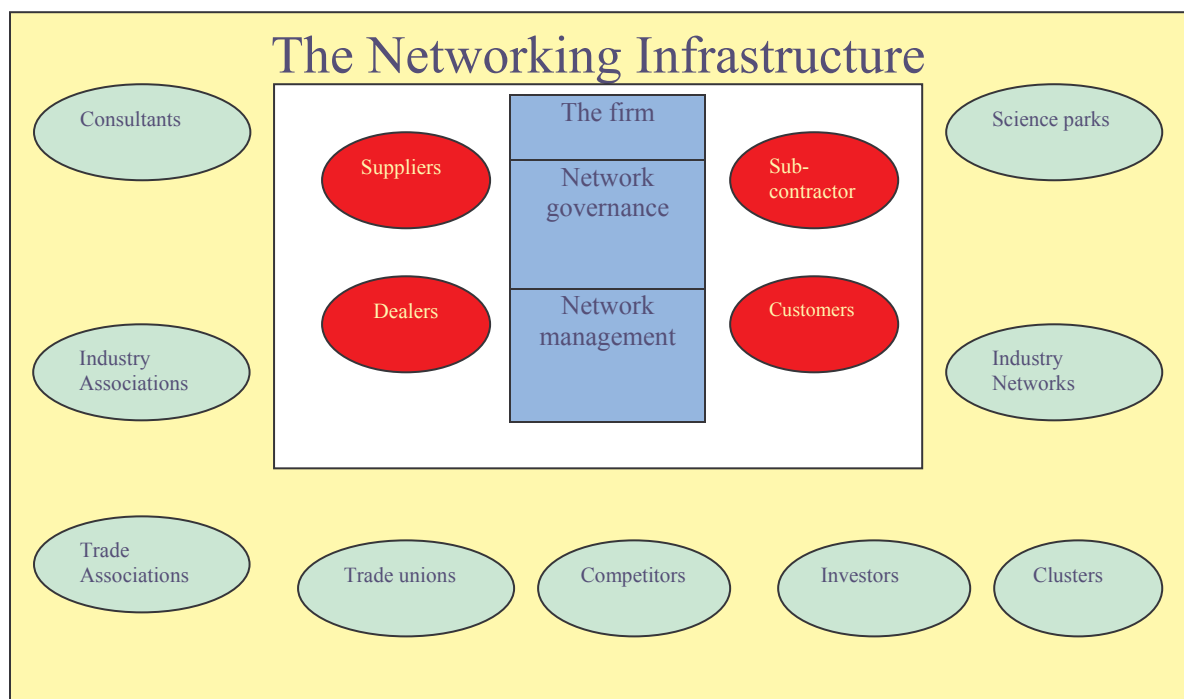 The Networking Infrastructure
Consultants
The firm
Science parks
Suppliers
Sub-
contractor
Network
governance
Dealers
Network
management
Customers
Industry
Associations
Industry
Networks
Trade
Associations
Trade unions
Competitors
Investors
Clusters